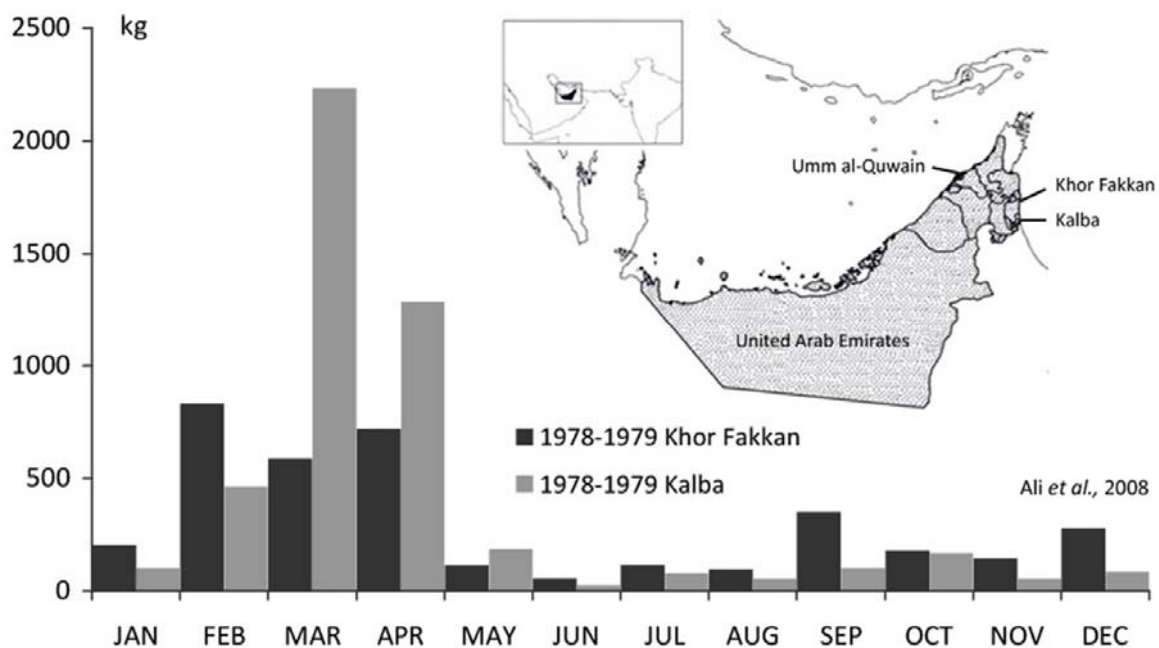 2500
kg
2000
1500
1000
500
0
Umm al-Quwain
Khor Fakkan
Kalba
United Arab Emirates
1978-1979 Khor Fakkan
1978-1979 Kalba
Ali et al., 2008
JAN FEB MAR APR MAY JUN JUL AUG SEP OCT NOV DEC